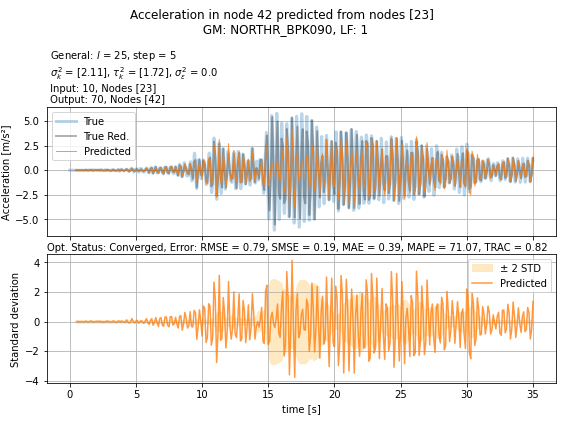 Acceleration in node 42 predicted from nodes [23]
GM: NORTHR_BPK090, LF: 1
General: l = 25, step = 5
σ²ₖ = [2.11], τ²ₖ = [1.72], σ²ε = 0.0
Input: 10, Nodes [23]
Output: 70, Nodes [42]
Acceleration [m/s²]
5.0
2.5
0.0
−2.5
−5.0
True
True Red.
Predicted
Opt. Status: Converged, Error: RMSE = 0.79, SMSE = 0.19, MAE = 0.39, MAPE = 71.07, TRAC = 0.82
Standard deviation
4
2
0
−2
−4
± 2 STD
Predicted
0 5 10 15 20 25 30 35
time [s]